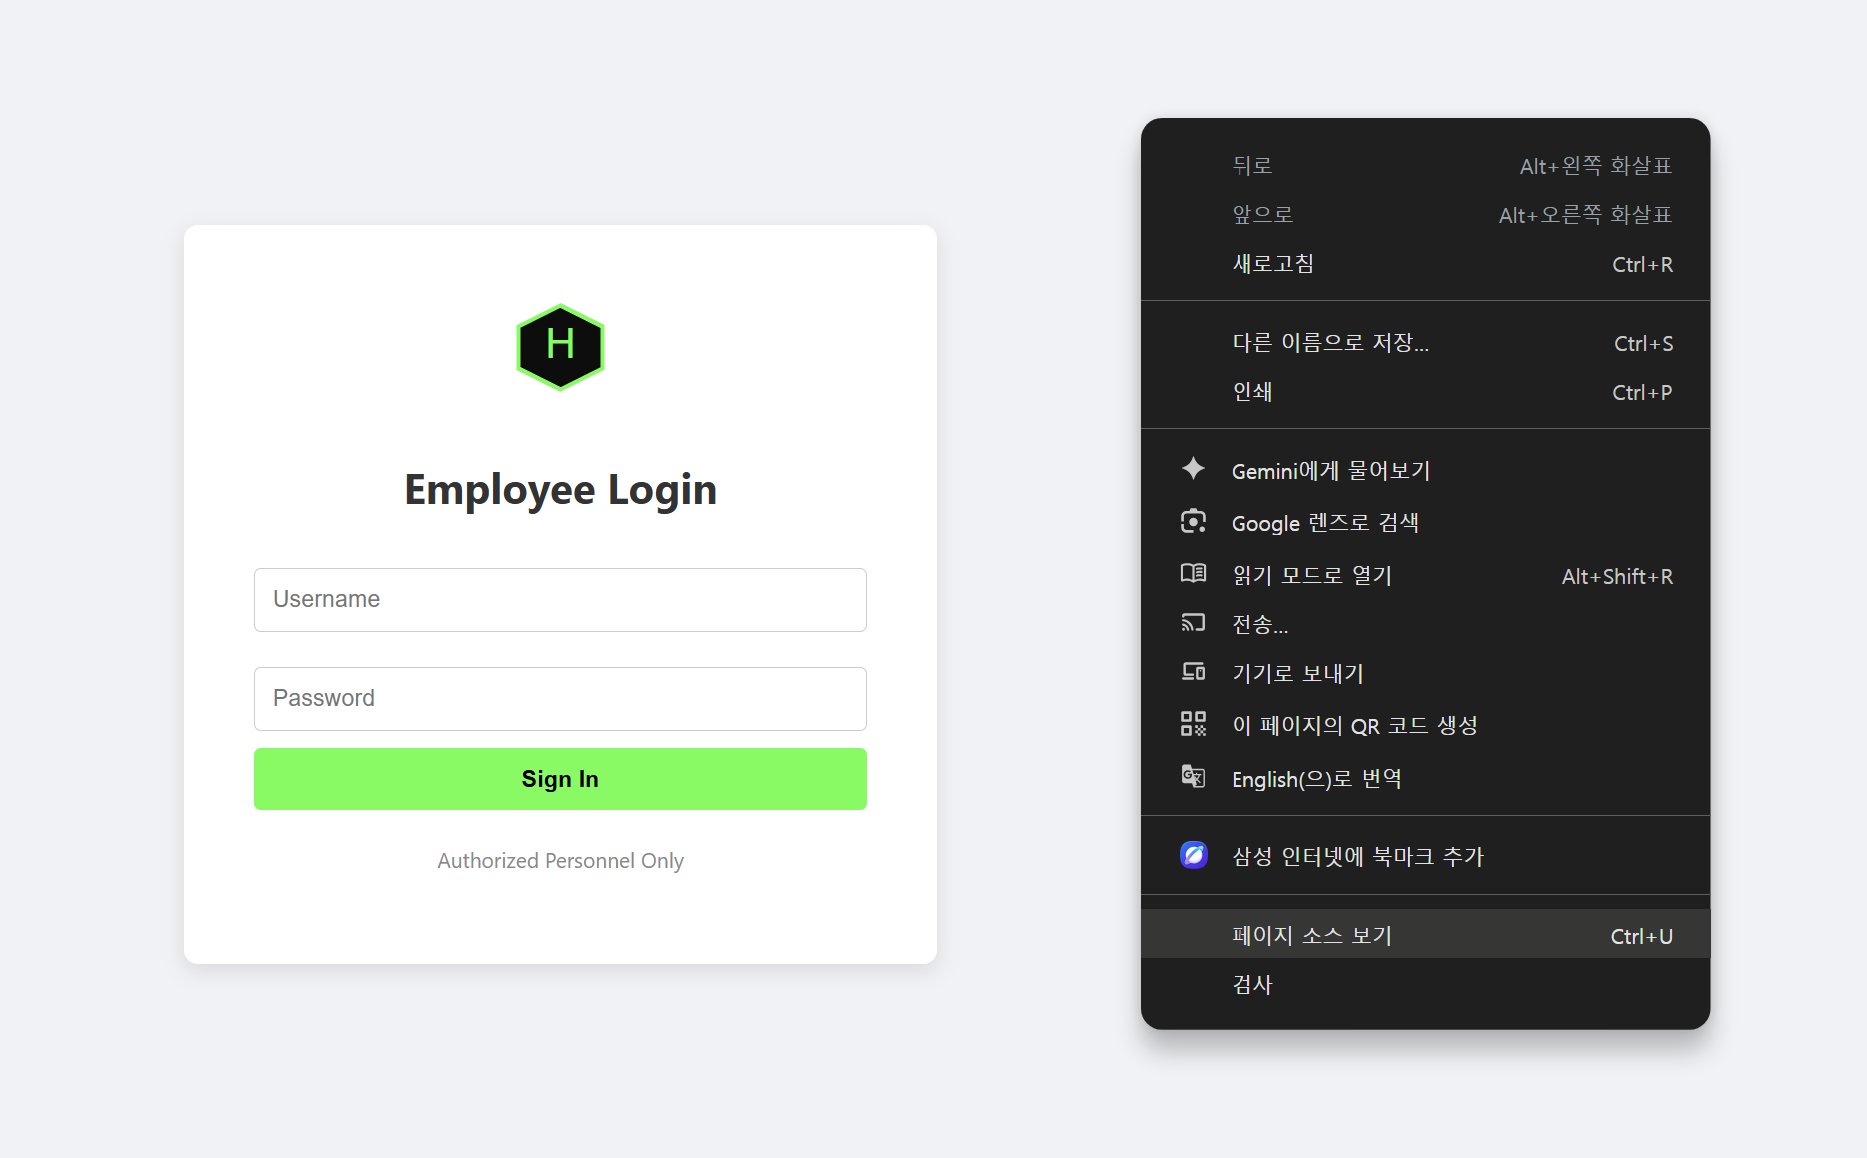 H
Employee Login
Username
Password
Sign In
Authorized Personnel Only
뒤로 Alt+왼쪽 화살표
앞으로 Alt+오른쪽 화살표
새로고침 Ctrl+R
다른 이름으로 저장... Ctrl+S
인쇄 Ctrl+P
Gemini에게 물어보기
Google 렌즈로 검색
읽기 모드로 열기 Alt+Shift+R
전송...
기기로 보내기
이 페이지의 QR 코드 생성
English(으)로 번역
삼성 인터넷에 북마크 추가
페이지 소스 보기 Ctrl+U
검사